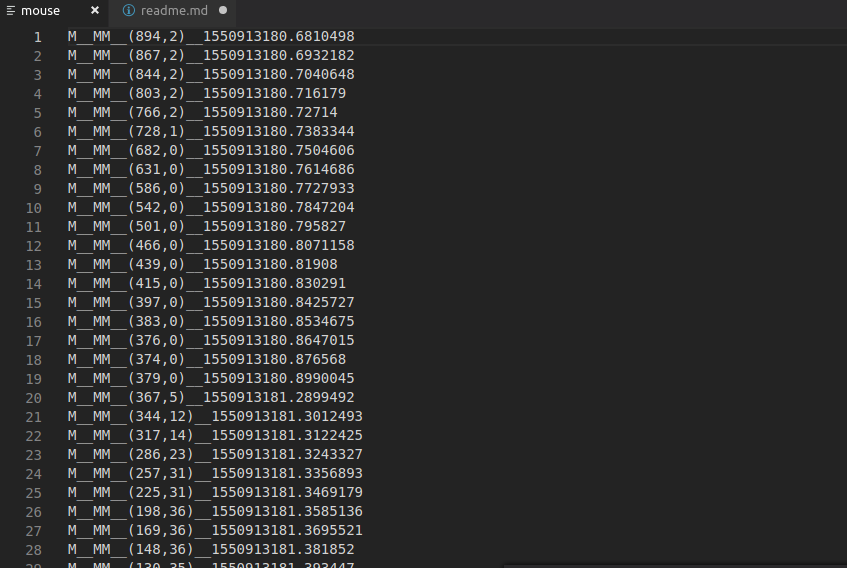 mouse × readme.md
1 M__MM__(894,2)__1550913180.6810498
2 M__MM__(867,2)__1550913180.6932182
3 M__MM__(844,2)__1550913180.7040648
4 M__MM__(803,2)__1550913180.716179
5 M__MM__(766,2)__1550913180.72714
6 M__MM__(728,1)__1550913180.7383344
7 M__MM__(682,0)__1550913180.7504606
8 M__MM__(631,0)__1550913180.7614686
9 M__MM__(586,0)__1550913180.7727933
10 M__MM__(542,0)__1550913180.7847204
11 M__MM__(501,0)__1550913180.795827
12 M__MM__(466,0)__1550913180.8071158
13 M__MM__(439,0)__1550913180.81908
14 M__MM__(415,0)__1550913180.830291
15 M__MM__(397,0)__1550913180.8425727
16 M__MM__(383,0)__1550913180.8534675
17 M__MM__(376,0)__1550913180.8647015
18 M__MM__(374,0)__1550913180.876568
19 M__MM__(379,0)__1550913180.8990045
20 M__MM__(367,5)__1550913181.2899492
21 M__MM__(344,12)__1550913181.3012493
22 M__MM__(317,14)__1550913181.3122425
23 M__MM__(286,23)__1550913181.3243327
24 M__MM__(257,31)__1550913181.3356893
25 M__MM__(225,31)__1550913181.3469179
26 M__MM__(198,36)__1550913181.3585136
27 M__MM__(169,36)__1550913181.3695521
28 M__MM__(148,36)__1550913181.381852
29 M__MM__(130,35)__1550913181.393447